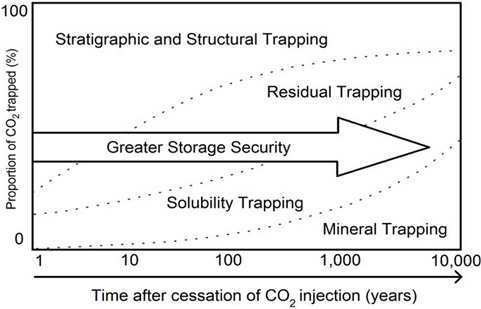 100
Stratigraphic and Structural Trapping
Residual Trapping
Proportion of CO2 trapped (%)
Greater Storage Security
Solubility Trapping
Mineral Trapping
0
1 10 100 1,000 10,000
Time after cessation of CO2 injection (years)